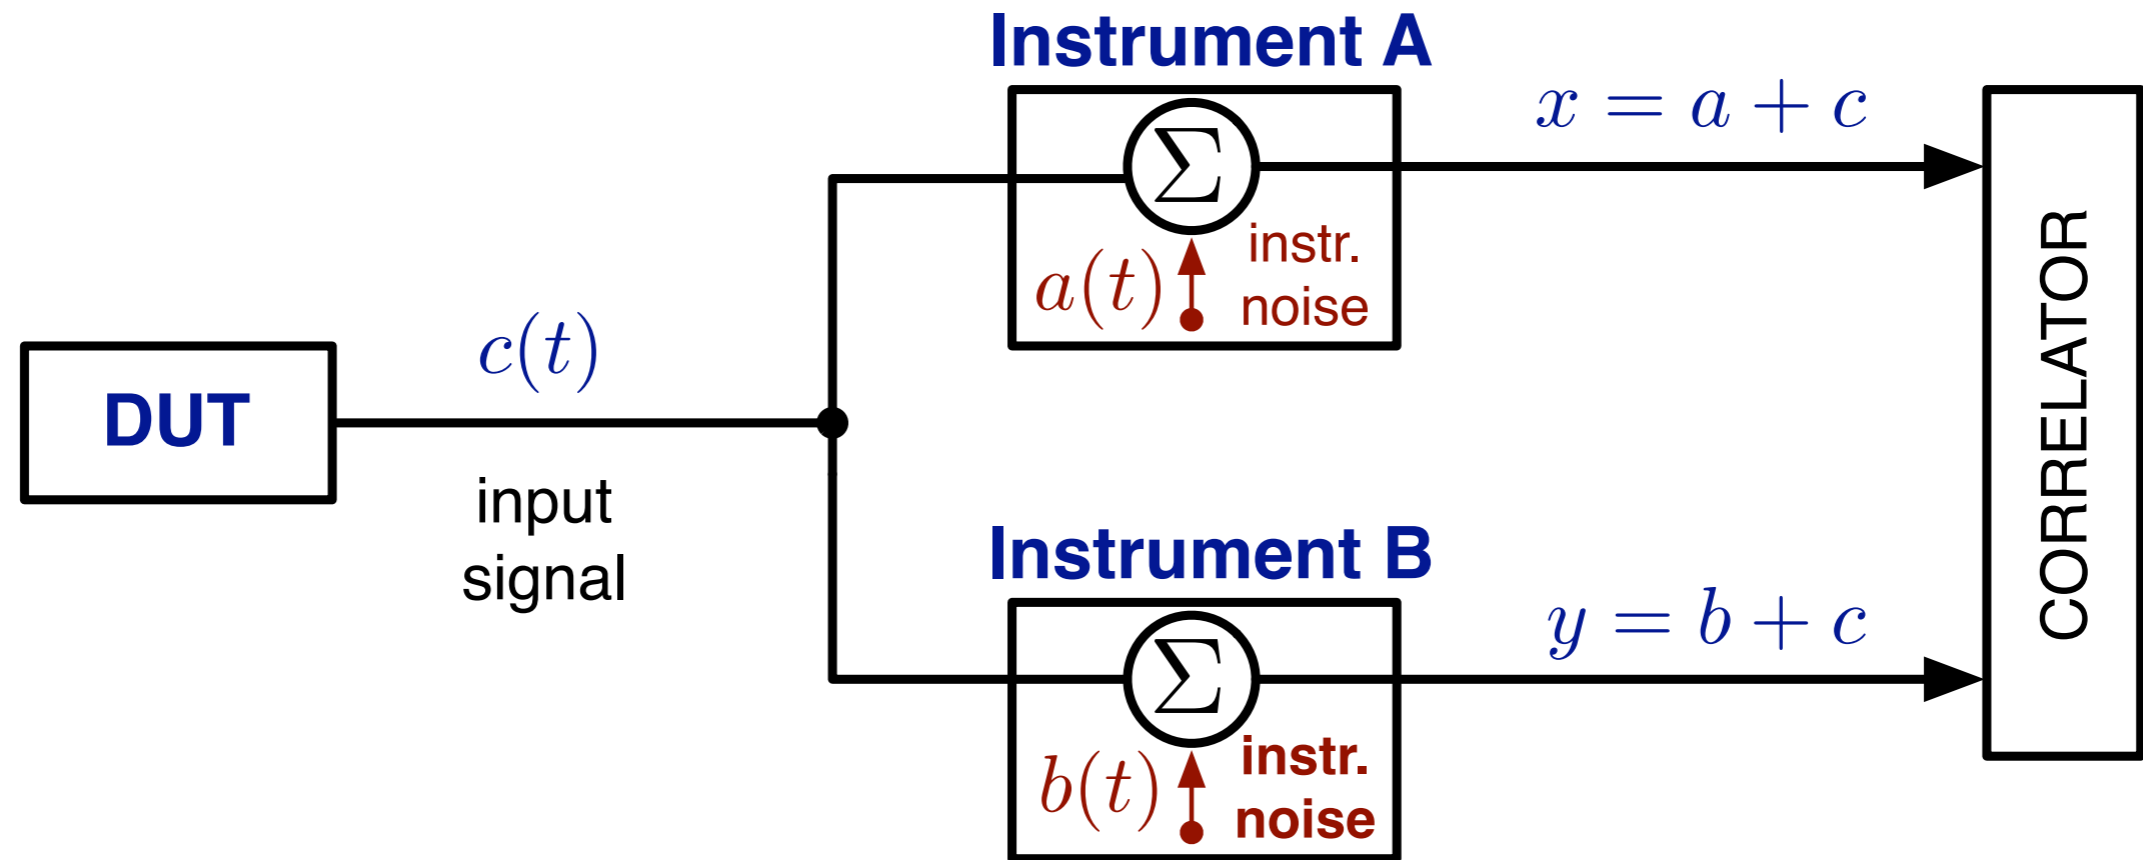 Instrument A
x = a + c
Σ
instr.
noise
a(t)
c(t)
DUT
input
signal
CORRELATOR
Instrument B
y = b + c
Σ
instr.
noise
b(t)